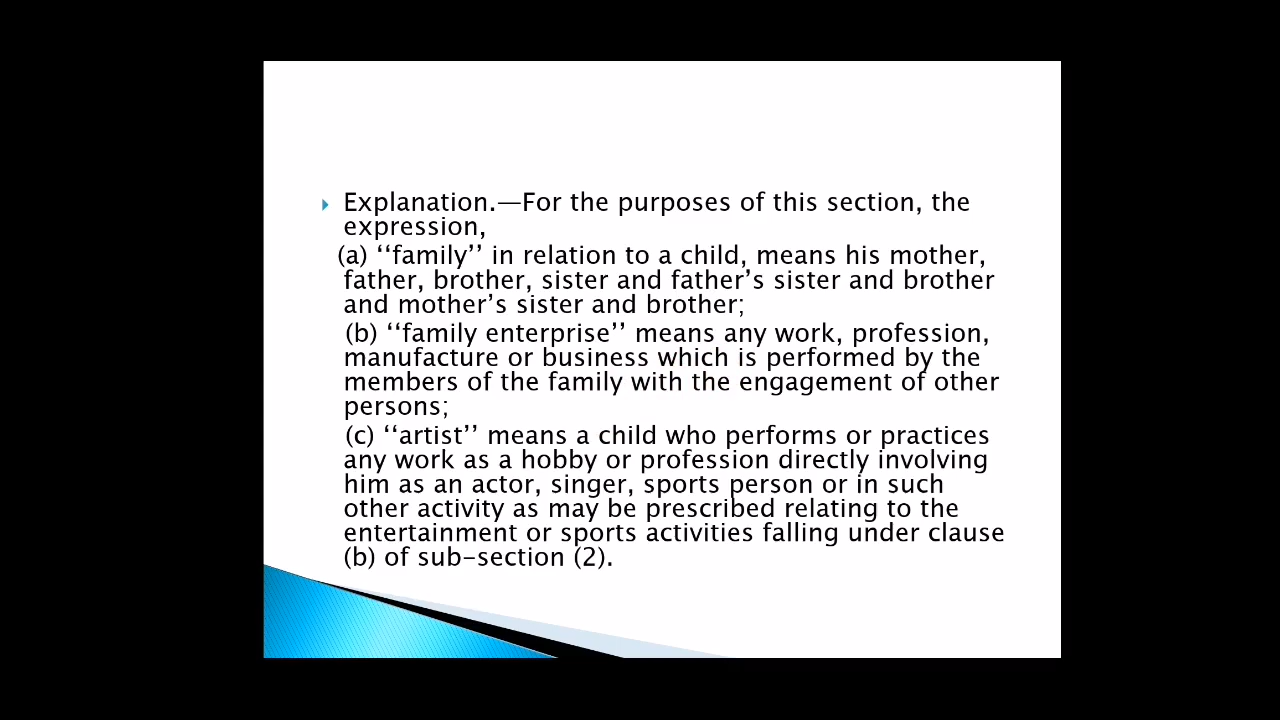 Explanation.—For the purposes of this section, the
expression,
(a) ‘‘family’’ in relation to a child, means his mother,
father, brother, sister and father’s sister and brother
and mother’s sister and brother;
(b) ‘‘family enterprise’’ means any work, profession,
manufacture or business which is performed by the
members of the family with the engagement of other
persons;
(c) ‘‘artist’’ means a child who performs or practices
any work as a hobby or profession directly involving
him as an actor, singer, sports person or in such
other activity as may be prescribed relating to the
entertainment or sports activities falling under clause
(b) of sub-section (2).